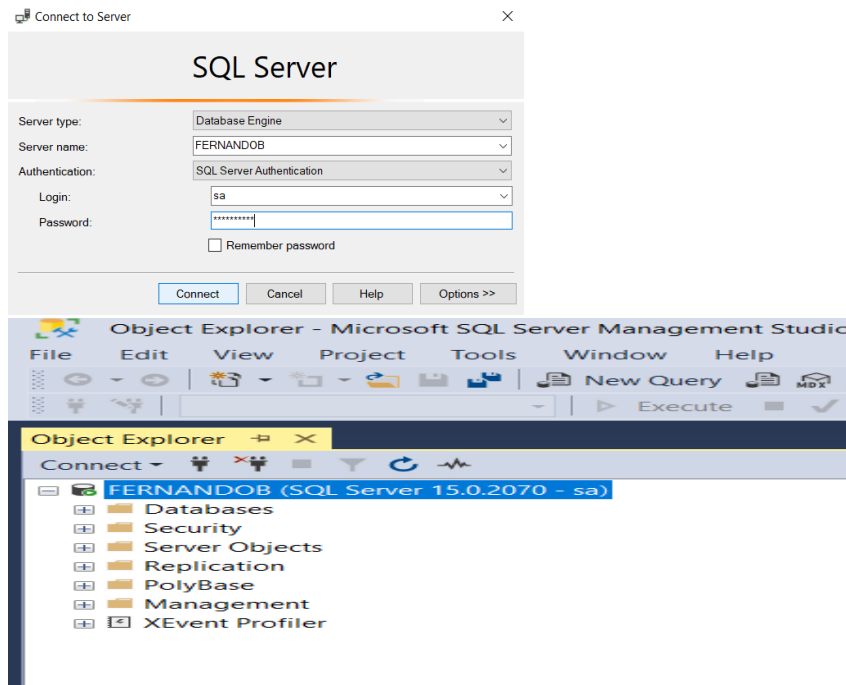 Connect to Server
SQL Server
Server type: Database Engine
Server name: FERNANDOB
Authentication: SQL Server Authentication
Login: sa
Password: **********
Remember password
Connect Cancel Help Options >>
Object Explorer - Microsoft SQL Server Management Studio
File Edit View Project Tools Window Help
New Query MDX
Execute
Object Explorer
Connect
FERNANDOB (SQL Server 15.0.2070 - sa)
Databases
Security
Server Objects
Replication
PolyBase
Management
XEvent Profiler